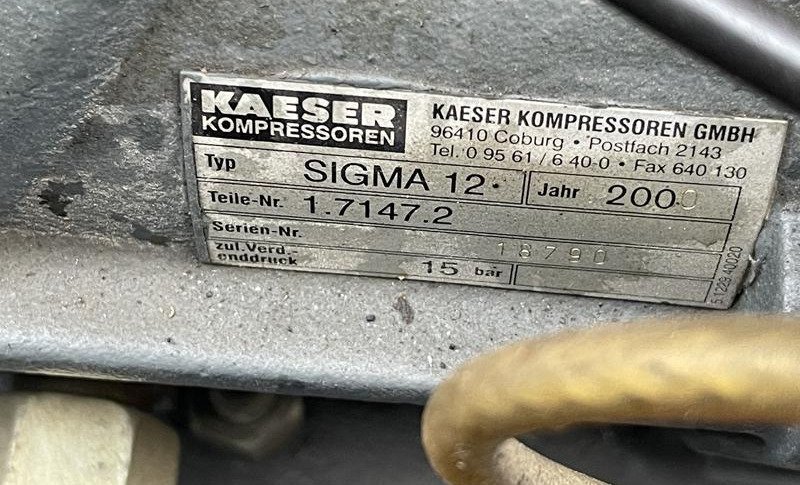 KAESER
KOMPRESSOREN
KAESER KOMPRESSOREN GMBH
96410 Coburg · Postfach 2143
Tel. 0 95 61 / 6 40-0 · Fax 640 130
Typ SIGMA 12 Jahr 2000
Teile-Nr. 1.7147.2
Serien-Nr. 18790
zul.Verd.
enddruck 15 bar